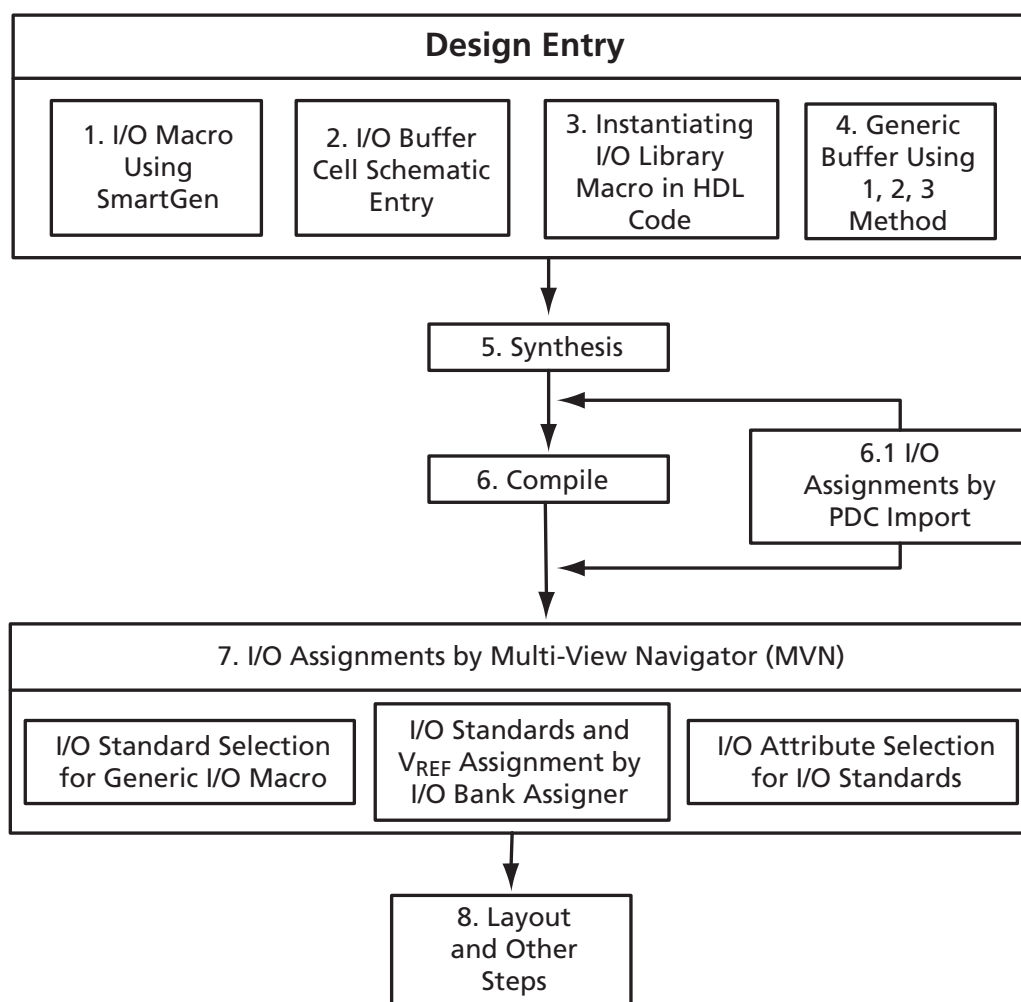 Design Entry
1. I/O Macro
Using
SmartGen
2. I/O Buffer
Cell Schematic
Entry
3. Instantiating
I/O Library
Macro in HDL
Code
4. Generic
Buffer Using
1, 2, 3
Method
5. Synthesis
6. Compile
6.1 I/O
Assignments by
PDC Import
7. I/O Assignments by Multi-View Navigator (MVN)
I/O Standard Selection
for Generic I/O Macro
I/O Standards and
VREF Assignment by
I/O Bank Assigner
I/O Attribute Selection
for I/O Standards
8. Layout
and Other
Steps